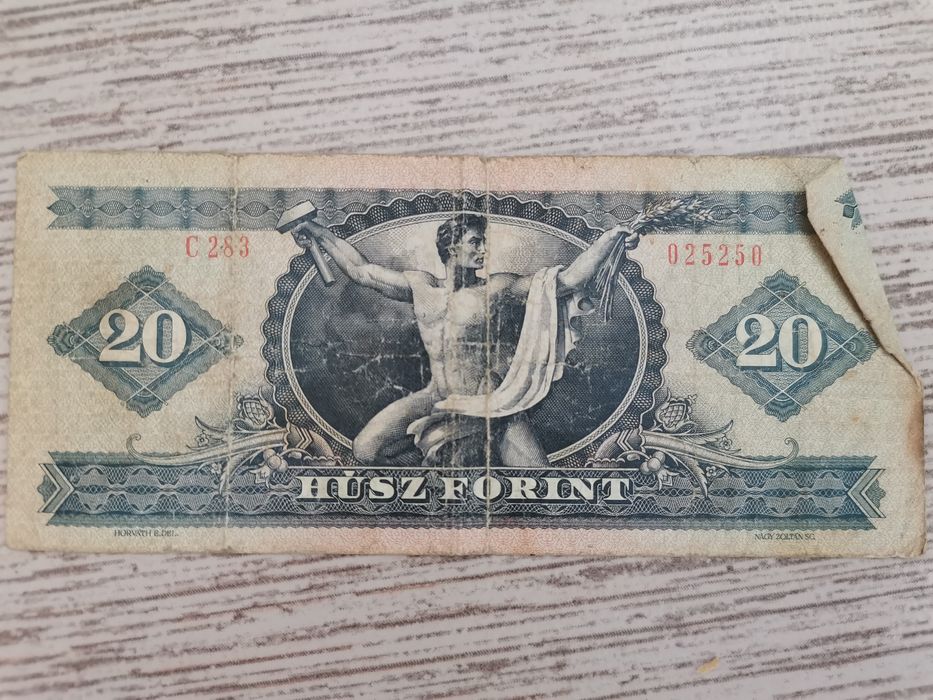 C 283 025250
20 20
HÚSZ FORINT
HORVÁTH E. DEL. NAGY ZOLTÁN SC.